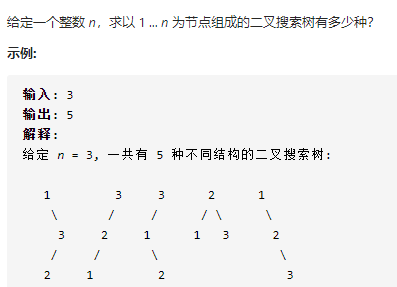 给定一个整数 n，求以 1 ... n 为节点组成的二叉搜索树有多少种?
示例:
输入: 3
输出: 5
解释:
给定 n = 3, 一共有 5 种不同结构的二叉搜索树:
1 3 3 2 1
\ / / / \ \
3 2 1 1 3 2
/ / \ \
2 1 2 3